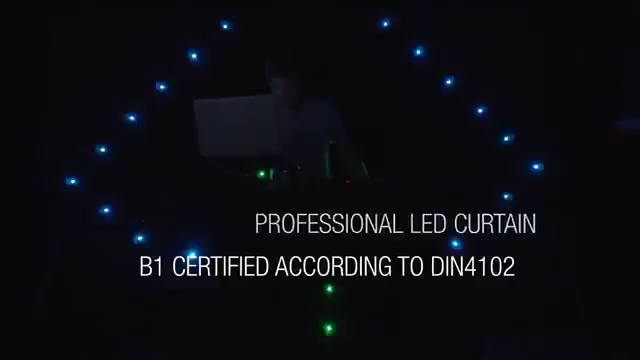 PROFESSIONAL LED CURTAIN
B1 CERTIFIED ACCORDING TO DIN4102